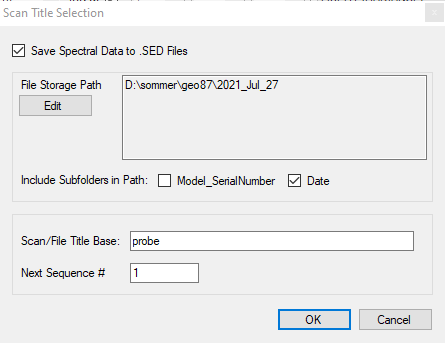 Scan Title Selection
Save Spectral Data to .SED Files
File Storage Path
D:\sommer\geo87\2021_Jul_27
Edit
Include Subfolders in Path:
Model_SerialNumber
Date
Scan/File Title Base:
probe
Next Sequence #
1
OK
Cancel